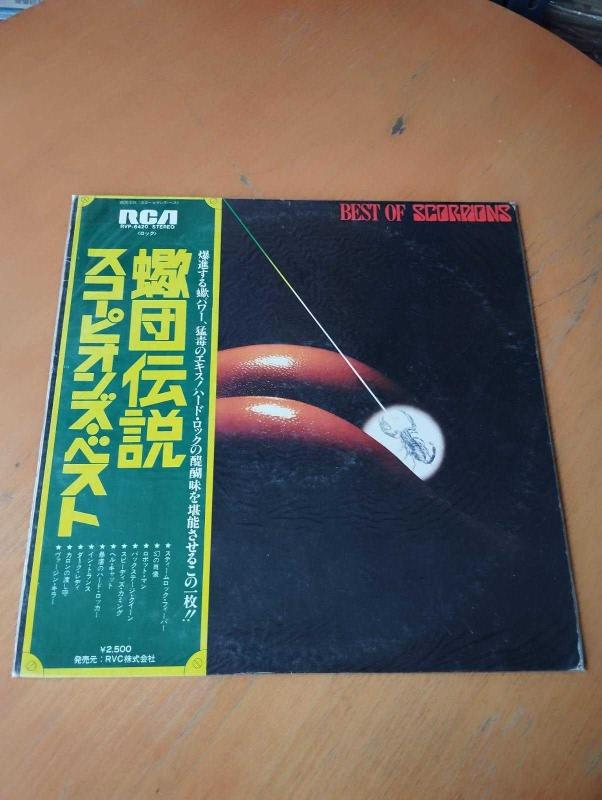 RCA
RVP-6420 STEREO
〈ロック〉
蠍団伝説
スコーピオンズ・ベスト
爆進する蠍パワー、猛毒のエキス!ハード・ロックの醍醐味を堪能させるこの一枚!!
★スティームロック・フィーバー
★幻の肖像
★ロボット・マン
★バックステージ・クイーン
★スピーディズ・カミング
★ヘル・キャット
★暴虐のハード・ロッカー
★イン・トランス
★ダーク・レディ
★カロンの渡し守
★ヴァージン・キラー
¥2,500
発売元:RVC株式会社
BEST OF SCORPIONS